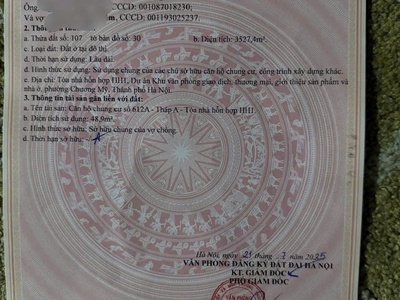 Ông: CCCD: 001087018230;
Và vợ , CCCD: 001193025237.
2. Thông tin thửa đất:
a. Thửa đất số: 107 tờ bản đồ số: 30 b. Diện tích: 3527,4m².
c. Loại đất: Đất ở tại đô thị.
d. Thời hạn sử dụng: Lâu dài
đ. Hình thức sử dụng: Sử dụng chung của các chủ sở hữu căn hộ chung cư, công trình xây dựng khác.
e. Địa chỉ: Tòa nhà hỗn hợp HH1, Dự án Khu văn phòng giao dịch, thương mại, giới thiệu sản phẩm và
nhà ở, phường Chương Mỹ, Thành phố Hà Nội.
3. Thông tin tài sản gắn liền với đất:
a. Tên tài sản: Căn hộ chung cư số 612A - Tháp A - Tòa nhà hỗn hợp HH1.
b. Diện tích sử dụng: 48,9m².
c. Hình thức sở hữu: Sở hữu chung của vợ chồng.
d. Thời hạn sở hữu: -/-
Hà Nội, ngày 21 tháng 7 năm 2025
VĂN PHÒNG ĐĂNG KÝ ĐẤT ĐAI HÀ NỘI
KT. GIÁM ĐỐC
PHÓ GIÁM ĐỐC